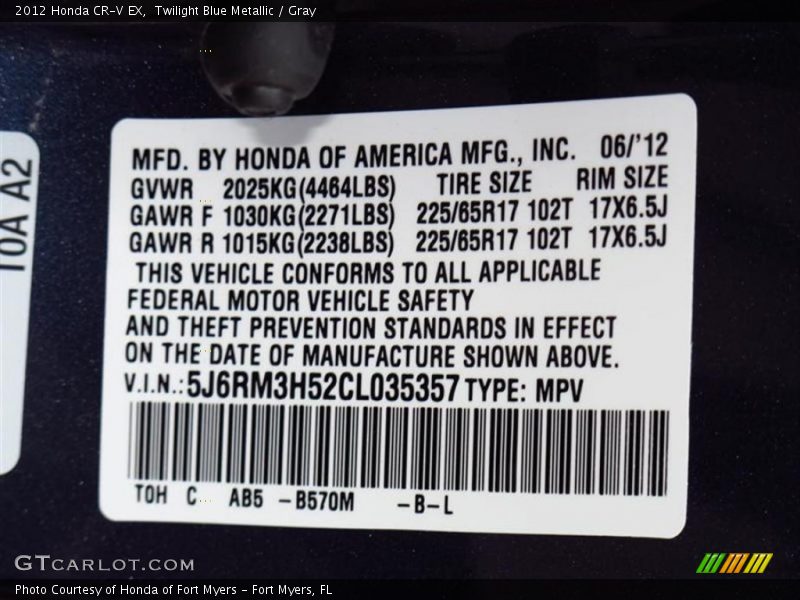 2012 Honda CR-V EX, Twilight Blue Metallic / Gray
MFD. BY HONDA OF AMERICA MFG., INC. 06/'12
GVWR 2025KG(4464LBS) TIRE SIZE RIM SIZE
GAWR F 1030KG(2271LBS) 225/65R17 102T 17X6.5J
GAWR R 1015KG(2238LBS) 225/65R17 102T 17X6.5J
THIS VEHICLE CONFORMS TO ALL APPLICABLE
FEDERAL MOTOR VEHICLE SAFETY
AND THEFT PREVENTION STANDARDS IN EFFECT
ON THE DATE OF MANUFACTURE SHOWN ABOVE.
V.I.N.: 5J6RM3H52CL035357 TYPE: MPV
T0H C AB5 -B570M -B-L
T0A A2
GTCARLOT.COM
Photo Courtesy of Honda of Fort Myers - Fort Myers, FL